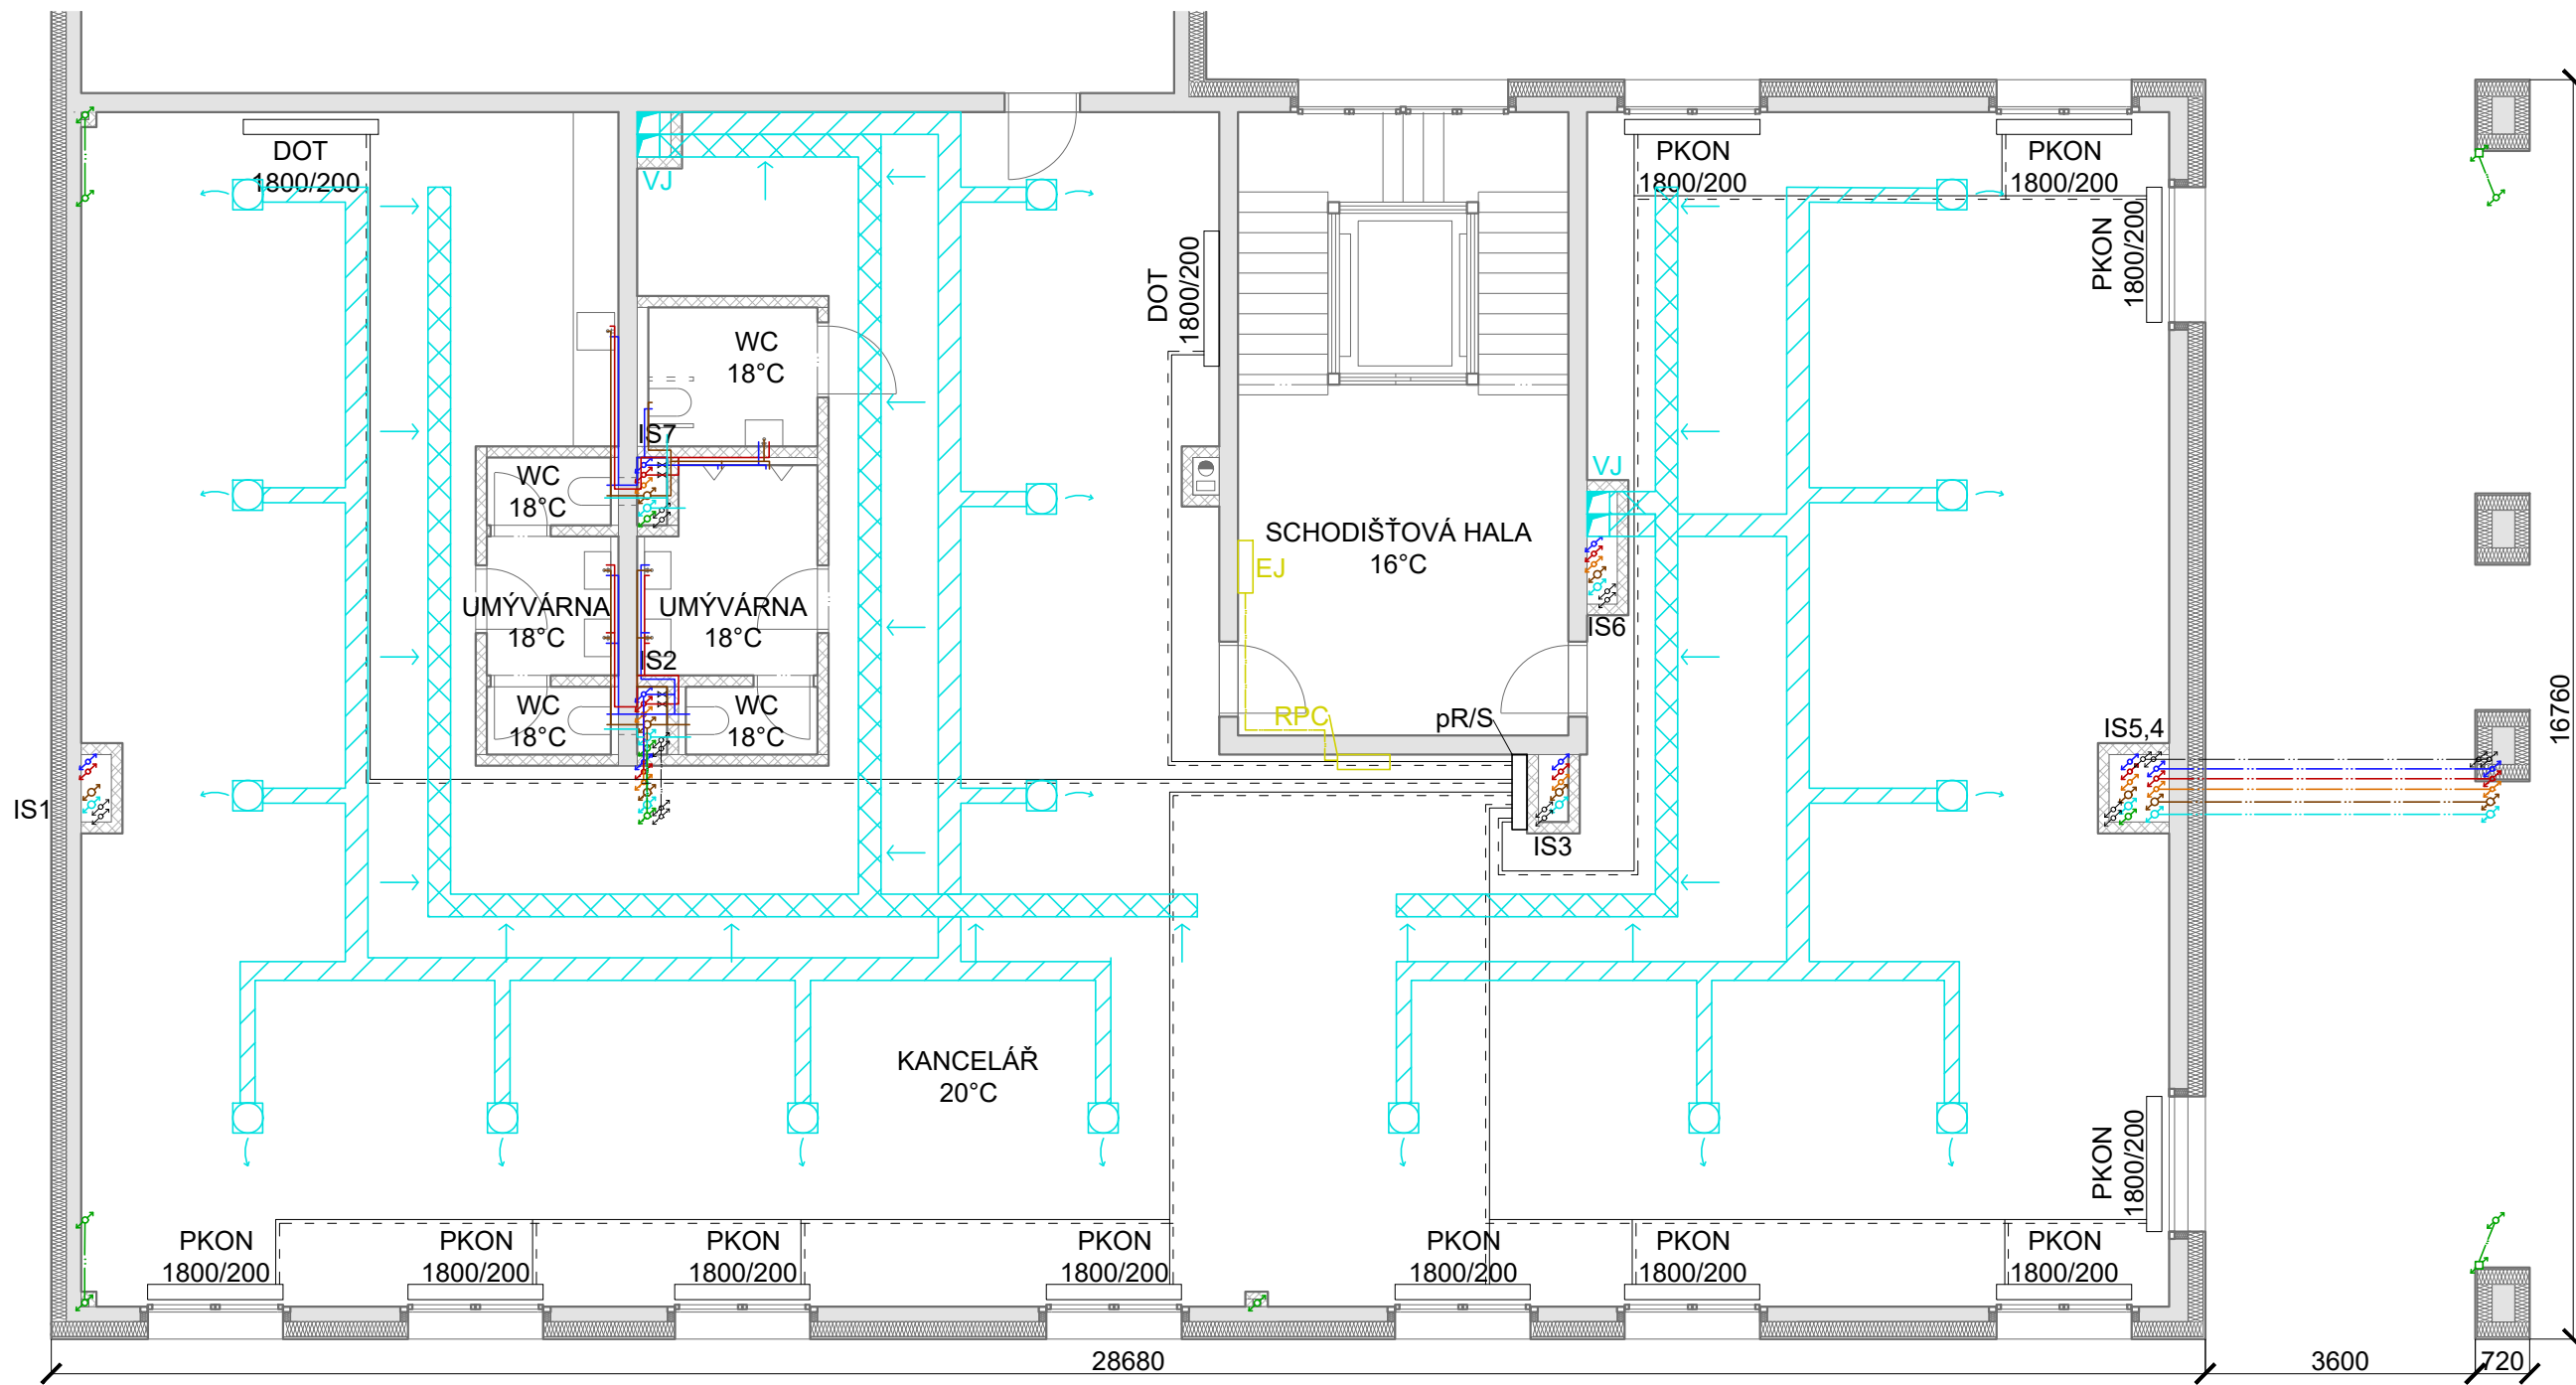 DOT
1800/200
VJ
PKON
1800/200
PKON
1800/200
PKON
1800/200
DOT
1800/200
WC
18°C
IS7
WC
18°C
VJ
SCHODIŠŤOVÁ HALA
16°C
EJ
UMÝVÁRNA
18°C
UMÝVÁRNA
18°C
IS6
IS2
WC
18°C
WC
18°C
RPC
pR/S
IS5,4
16760
IS1
IS3
KANCELÁŘ
20°C
PKON
1800/200
PKON
1800/200
PKON
1800/200
PKON
1800/200
PKON
1800/200
PKON
1800/200
PKON
1800/200
PKON
1800/200
28680
3600
720